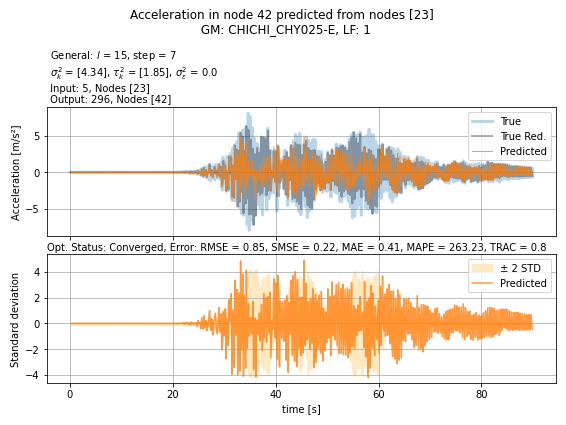 Acceleration in node 42 predicted from nodes [23]
GM: CHICHI_CHY025-E, LF: 1
General: l = 15, step = 7
σ²ₖ = [4.34], τ²ₖ = [1.85], σ²ε = 0.0
Input: 5, Nodes [23]
Output: 296, Nodes [42]
Acceleration [m/s²]
5
0
−5
True
True Red.
Predicted
Opt. Status: Converged, Error: RMSE = 0.85, SMSE = 0.22, MAE = 0.41, MAPE = 263.23, TRAC = 0.8
Standard deviation
4
2
0
−2
−4
± 2 STD
Predicted
0 20 40 60 80
time [s]